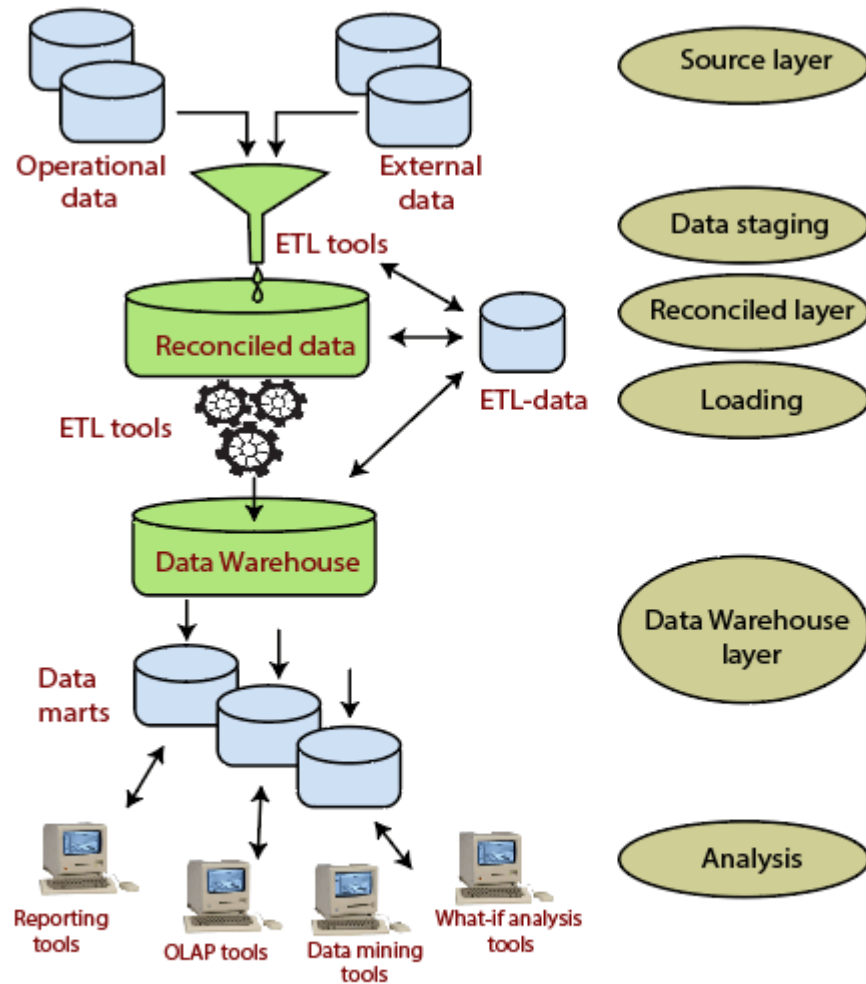 Source layer
Operational
data
External
data
Data staging
ETL tools
Reconciled layer
Reconciled data
ETL-data
Loading
ETL tools
Data Warehouse
Data Warehouse
layer
Data
marts
Analysis
Reporting
tools
OLAP tools
Data mining
tools
What-if analysis
tools